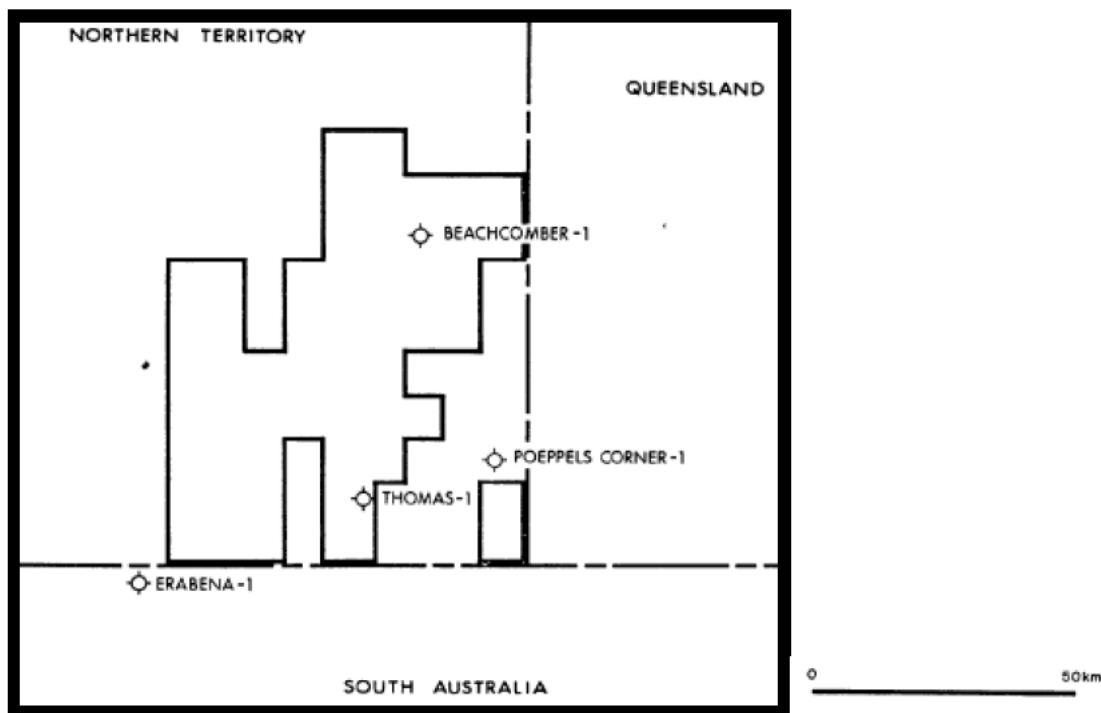 NORTHERN TERRITORY
QUEENSLAND
BEACHCOMBER-1
POEPPELS CORNER-1
THOMAS-1
ERABENA-1
SOUTH AUSTRALIA
0 50km